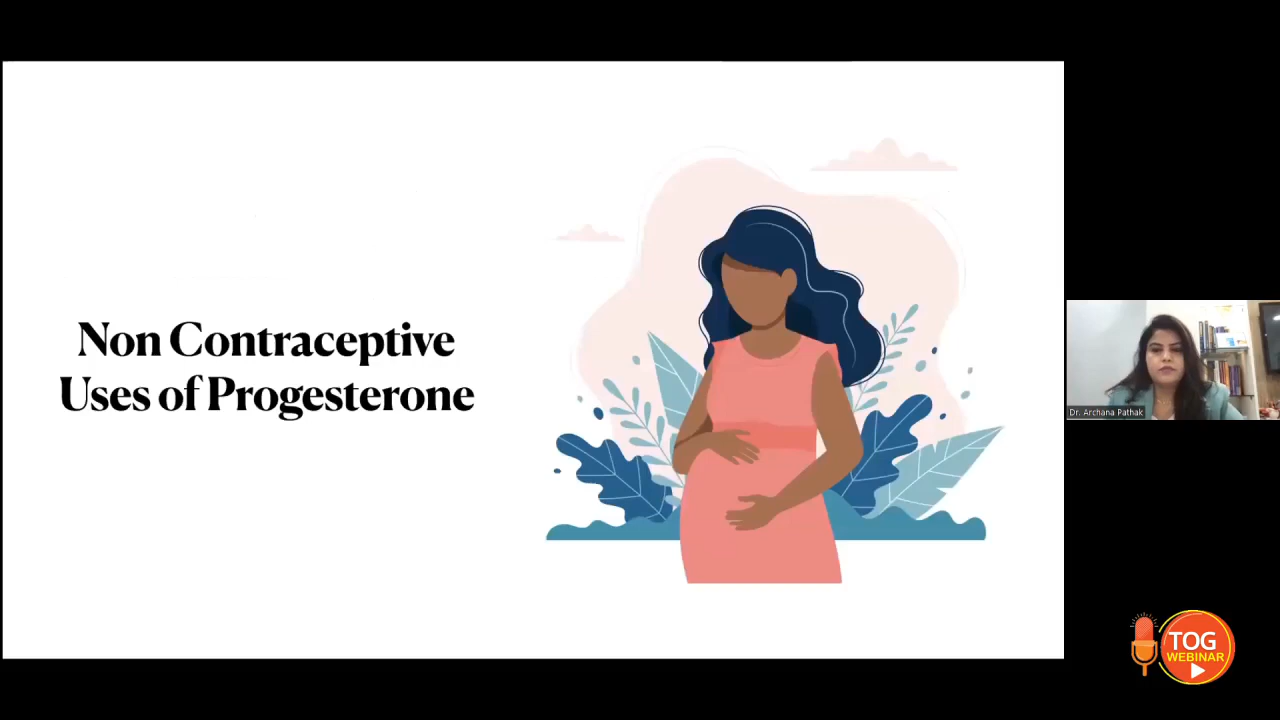 Non Contraceptive
Uses of Progesterone
Dr. Archana Pathak
TOG
WEBINAR